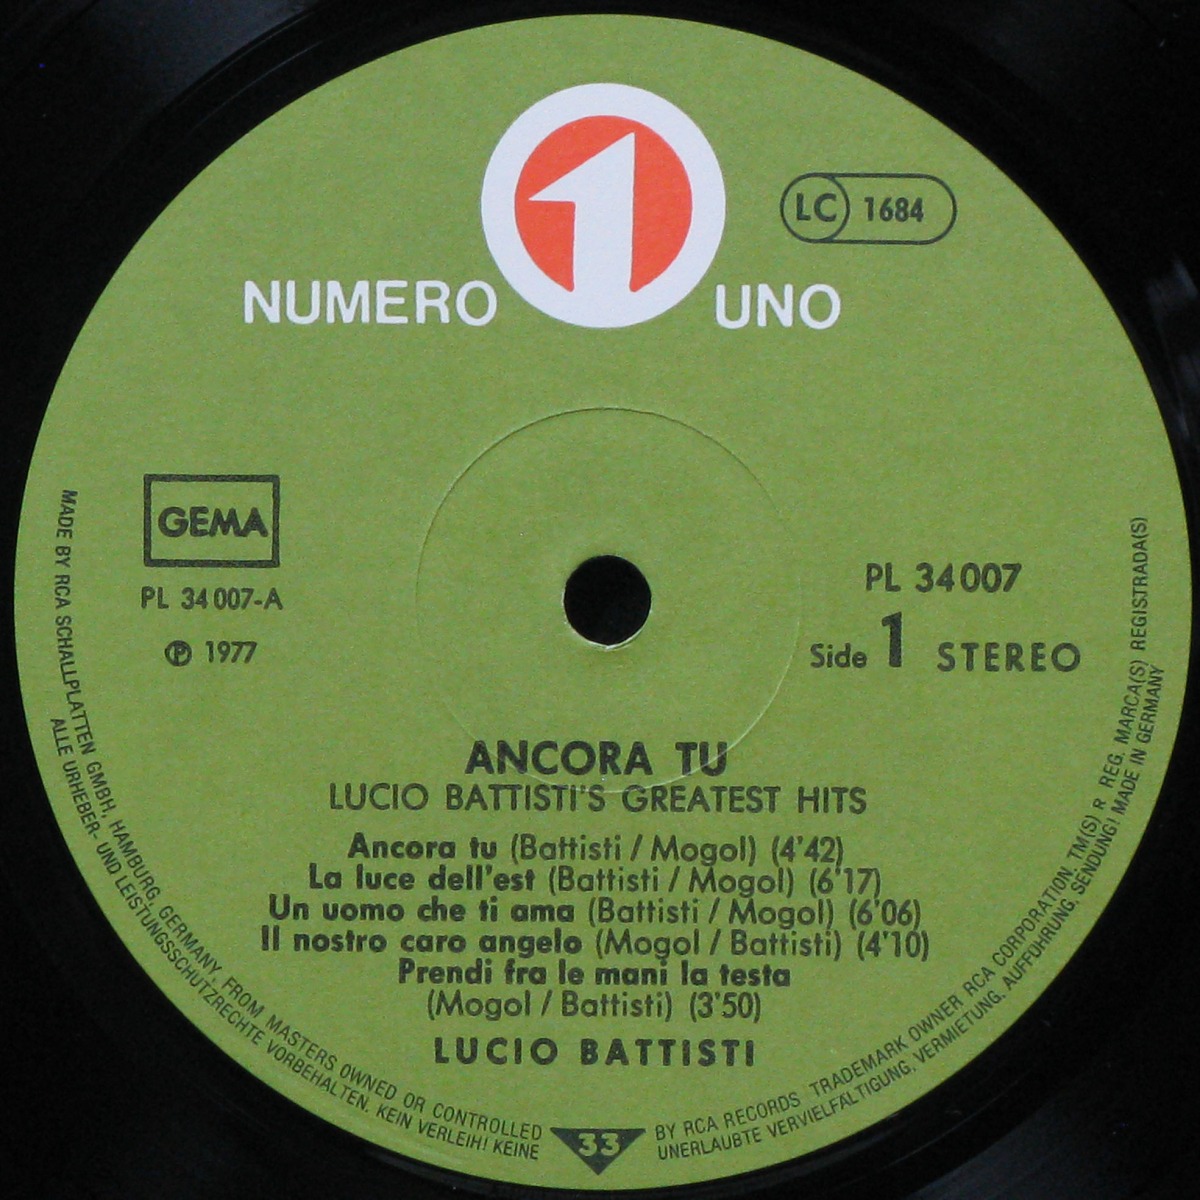 1
LC 1684
NUMERO UNO
GEMA
PL 34007-A
℗ 1977
PL 34007
Side 1 STEREO
ANCORA TU
LUCIO BATTISTI'S GREATEST HITS
Ancora tu (Battisti / Mogol) (4'42)
La luce dell'est (Battisti / Mogol) (6'17)
Un uomo che ti ama (Battisti / Mogol) (6'06)
Il nostro caro angelo (Mogol / Battisti) (4'10)
Prendi fra le mani la testa
(Mogol / Battisti) (3'50)
LUCIO BATTISTI
33
MADE BY RCA SCHALLPLATTEN GMBH, HAMBURG, GERMANY, FROM MASTERS OWNED OR CONTROLLED BY RCA RECORDS TRADEMARK OWNER RCA CORPORATION, TM(S) R REG. MARCA(S) REGISTRADA(S)
ALLE URHEBER- UND LEISTUNGSSCHUTZRECHTE VORBEHALTEN. KEIN VERLEIH! KEINE UNERLAUBTE VERVIELFÄLTIGUNG, VERMIETUNG, AUFFÜHRUNG, SENDUNG! MADE IN GERMANY